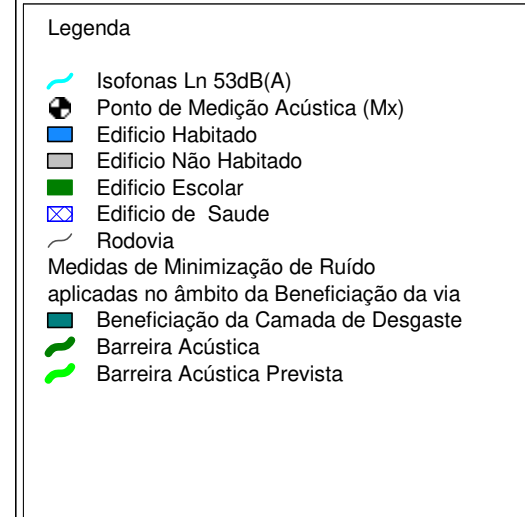 Legenda
Isofonas Ln 53dB(A)
Ponto de Medição Acústica (Mx)
Edificio Habitado
Edificio Não Habitado
Edificio Escolar
Edificio de  Saude
Rodovia
Medidas de Minimização de Ruído
aplicadas no âmbito da Beneficiação da via
Beneficiação da Camada de Desgaste
Barreira Acústica
Barreira Acústica Prevista